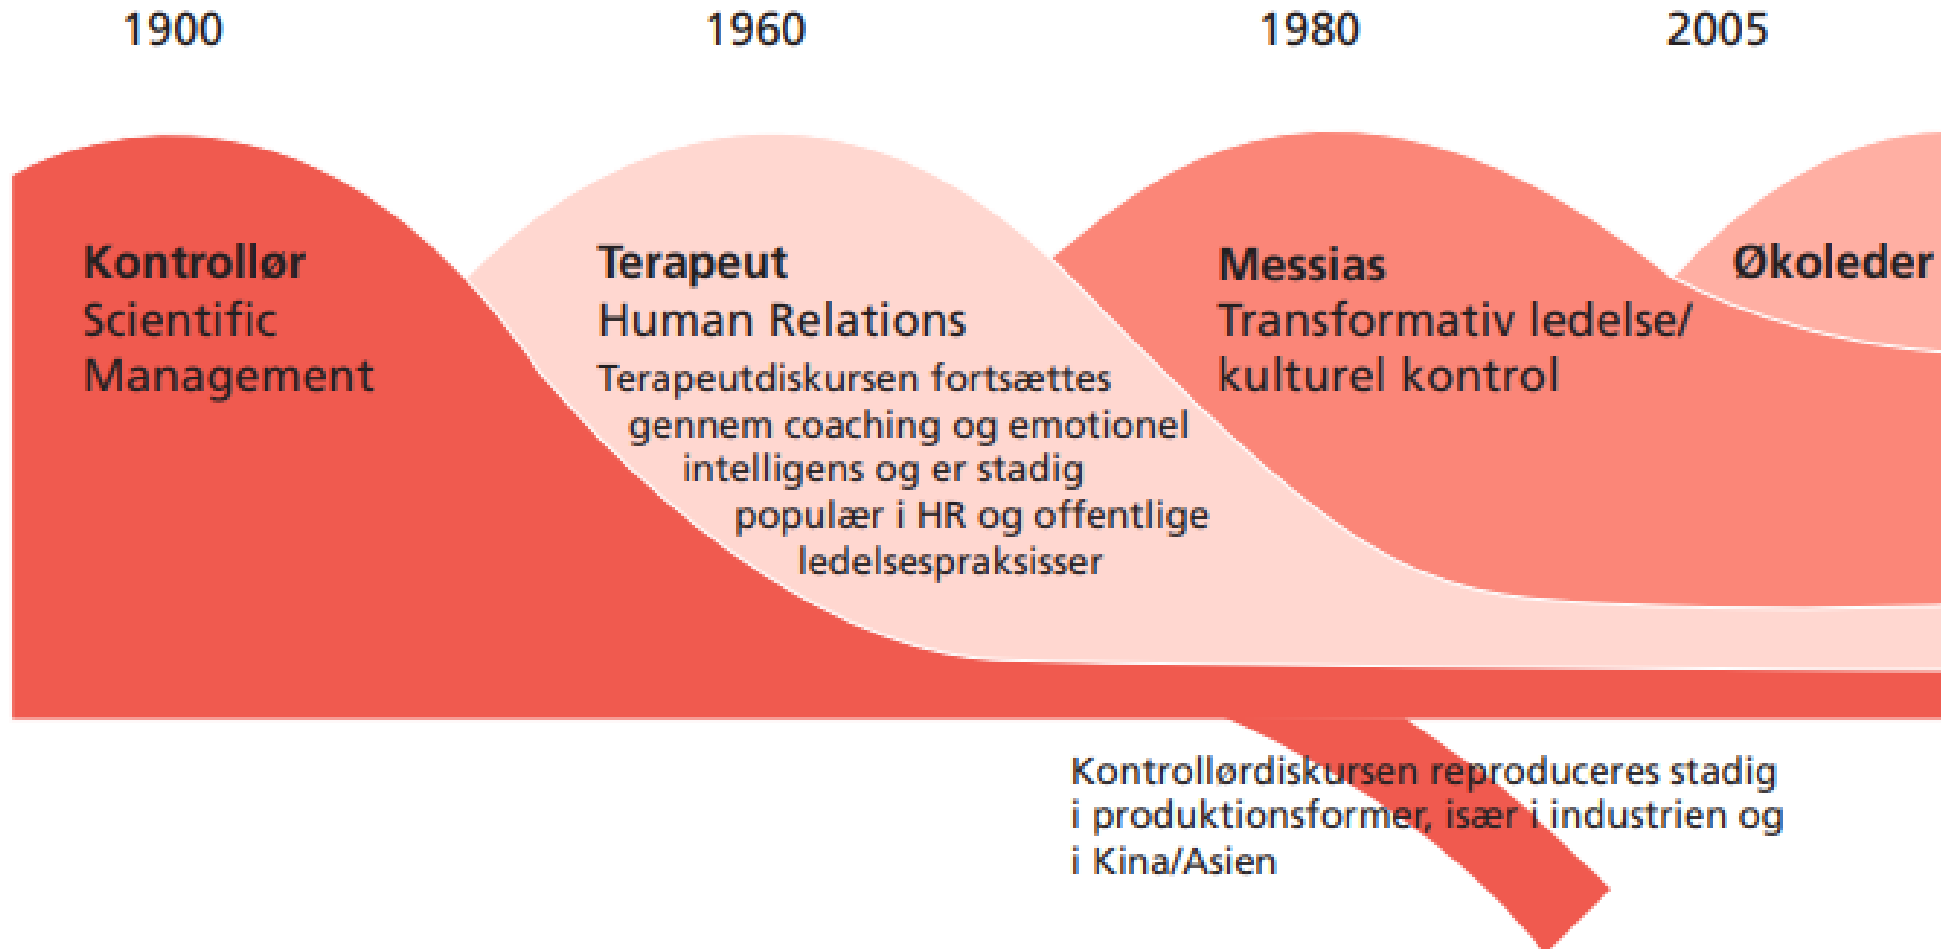 1900 1960 1980 2005
Kontrollør
Scientific
Management
Terapeut
Human Relations
Terapeutdiskursen fortsættes
gennem coaching og emotionel
intelligens og er stadig
populær i HR og offentlige
ledelsespraksisser
Messias
Transformativ ledelse/
kulturel kontrol
Økoleder
Kontrollørdiskursen reproduceres stadig
i produktionsformer, især i industrien og
i Kina/Asien